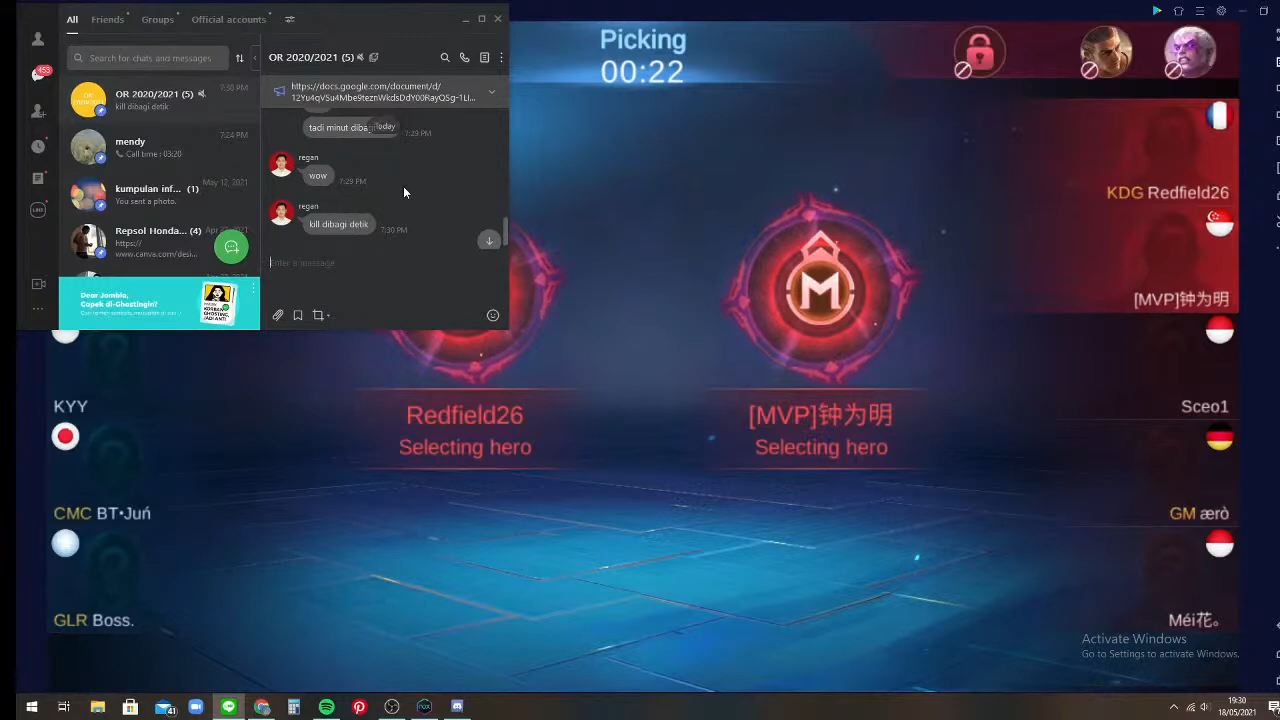 All
Friends
Groups
Official accounts
Search for chats and messages
453
OR 2020/2021 (5)
7:30 PM
kill dibagi detik
mendy
7:24 PM
Call time : 03:20
kumpulan inf... (1)
May 12, 2021
You sent a photo.
Repsol Honda... (4)
https://
www.canva.com/desi...
Dear Jomblo,
Capek di-Ghostingin?
OR 2020/2021 (5)
https://docs.google.com/document/d/
tadi minut dibagi
Today
7:29 PM
regan
wow
7:29 PM
regan
kill dibagi detik
7:30 PM
Enter a message
LINE
Picking
00:22
Redfield26
Selecting hero
M
[MVP]钟为明
Selecting hero
KYY
CMC BT•Juń
GLR Boss.
KDG Redfield26
[MVP]钟为明
Sceo1
GM ærò
Méi花。
Activate Windows
Go to Settings to activate Windows.
41
19:30
18/05/2021